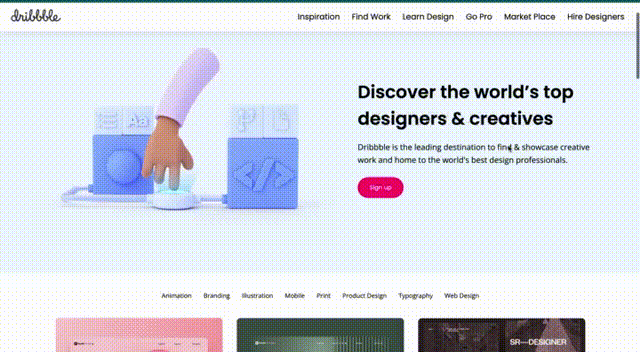 dribbble
Inspiration Find Work Learn Design Go Pro Market Place Hire Designers
Aa
</>
Discover the world's top
designers & creatives
Dribbble is the leading destination to find & showcase creative
work and home to the world's best design professionals.
Sign up
Animation Branding Illustration Mobile Print Product Design Typography Web Design
SR—DESIGNER